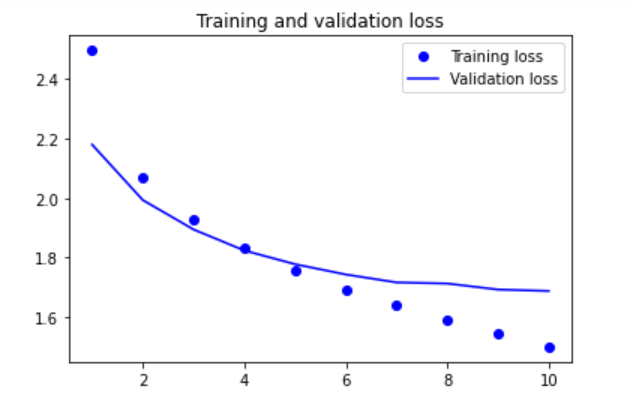 Training and validation loss
Training loss
Validation loss
2.4
2.2
2.0
1.8
1.6
2 4 6 8 10